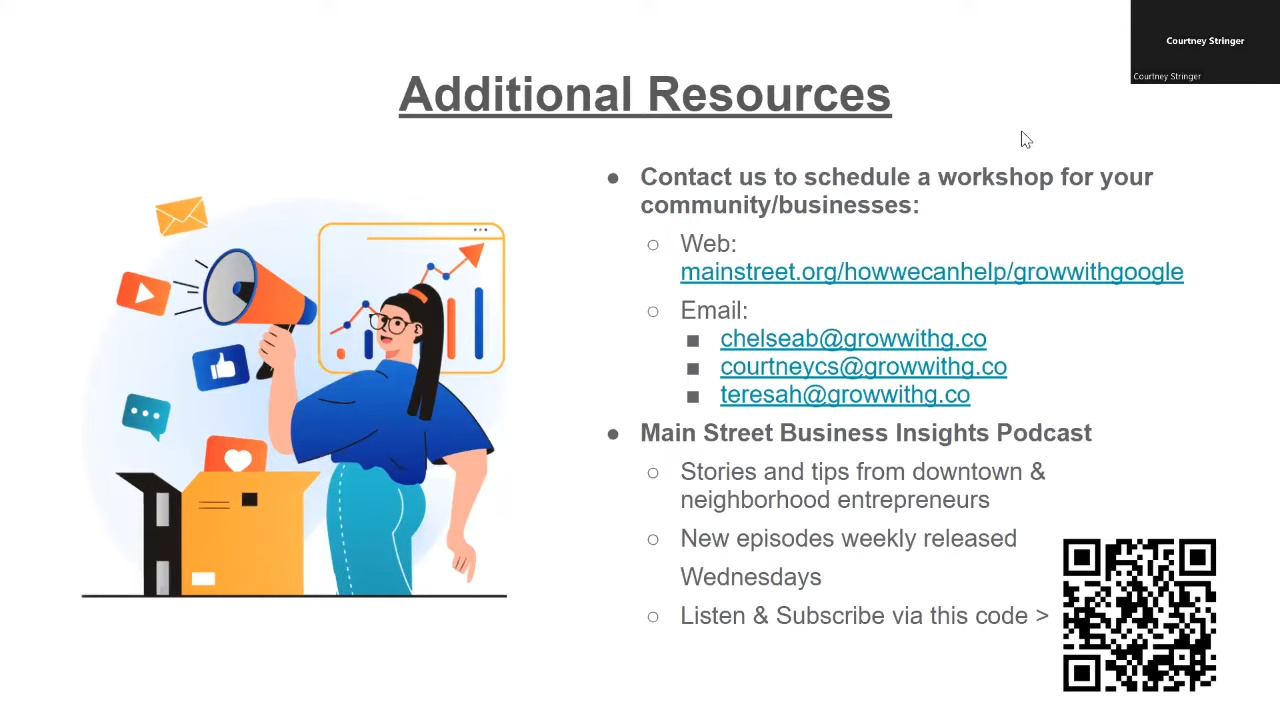 Courtney Stringer
Courtney Stringer
Additional Resources
● Contact us to schedule a workshop for your
community/businesses:
○ Web:
mainstreet.org/howwecanhelp/growwithgoogle
○ Email:
■ chelseab@growwithg.co
■ courtneycs@growwithg.co
■ teresah@growwithg.co
● Main Street Business Insights Podcast
○ Stories and tips from downtown &
neighborhood entrepreneurs
○ New episodes weekly released
Wednesdays
○ Listen & Subscribe via this code >